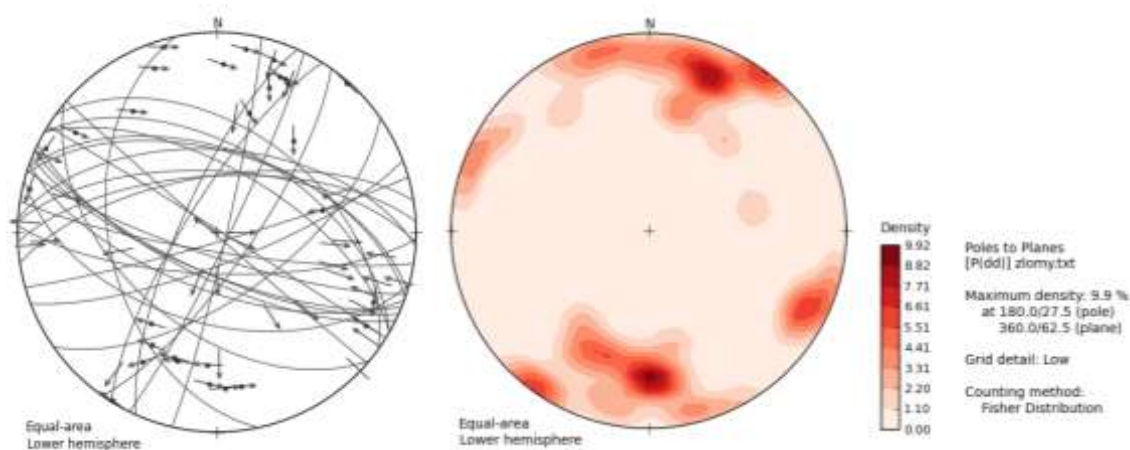 N
Equal-area
Lower hemisphere
N
Equal-area
Lower hemisphere
Density
9.92
8.82
7.71
6.61
5.51
4.41
3.31
2.20
1.10
0.00
Poles to Planes
[P(dd)] zlomy.txt
Maximum density: 9.9 %
at 180.0/27.5 (pole)
360.0/62.5 (plane)
Grid detail: Low
Counting method:
Fisher Distribution